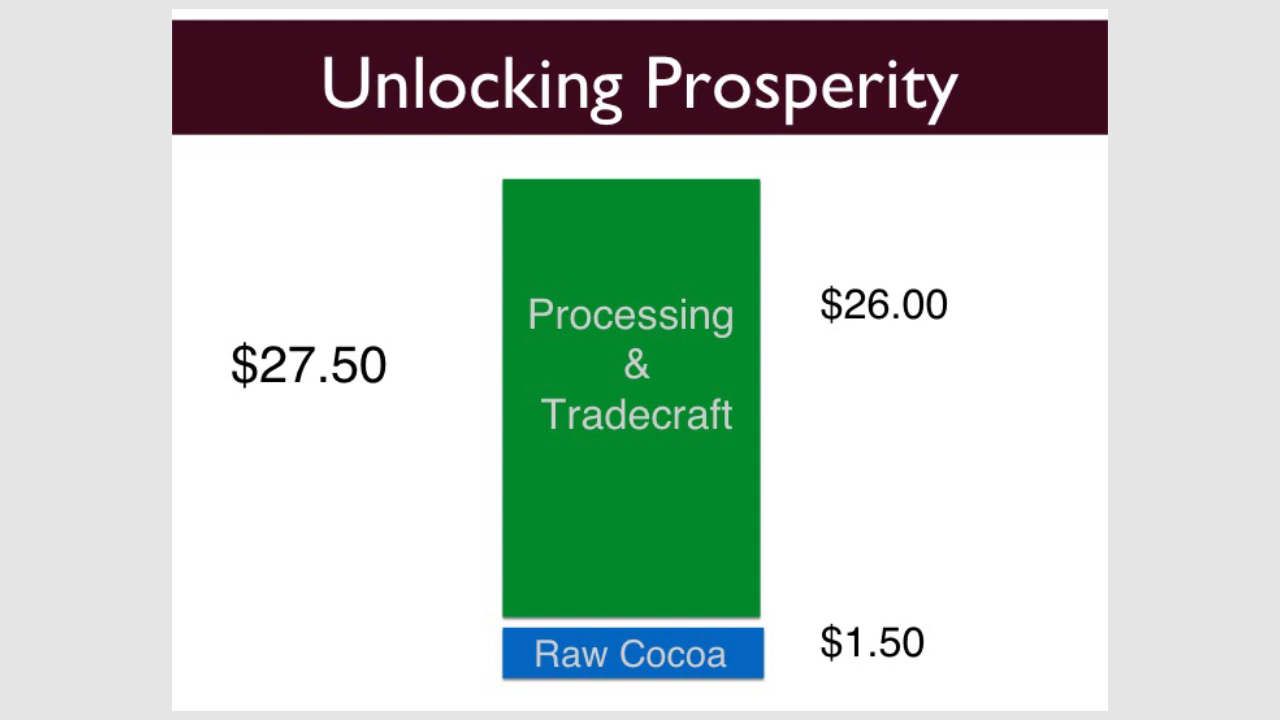 Unlocking Prosperity
$27.50
Processing
&
Tradecraft
$26.00
Raw Cocoa
$1.50